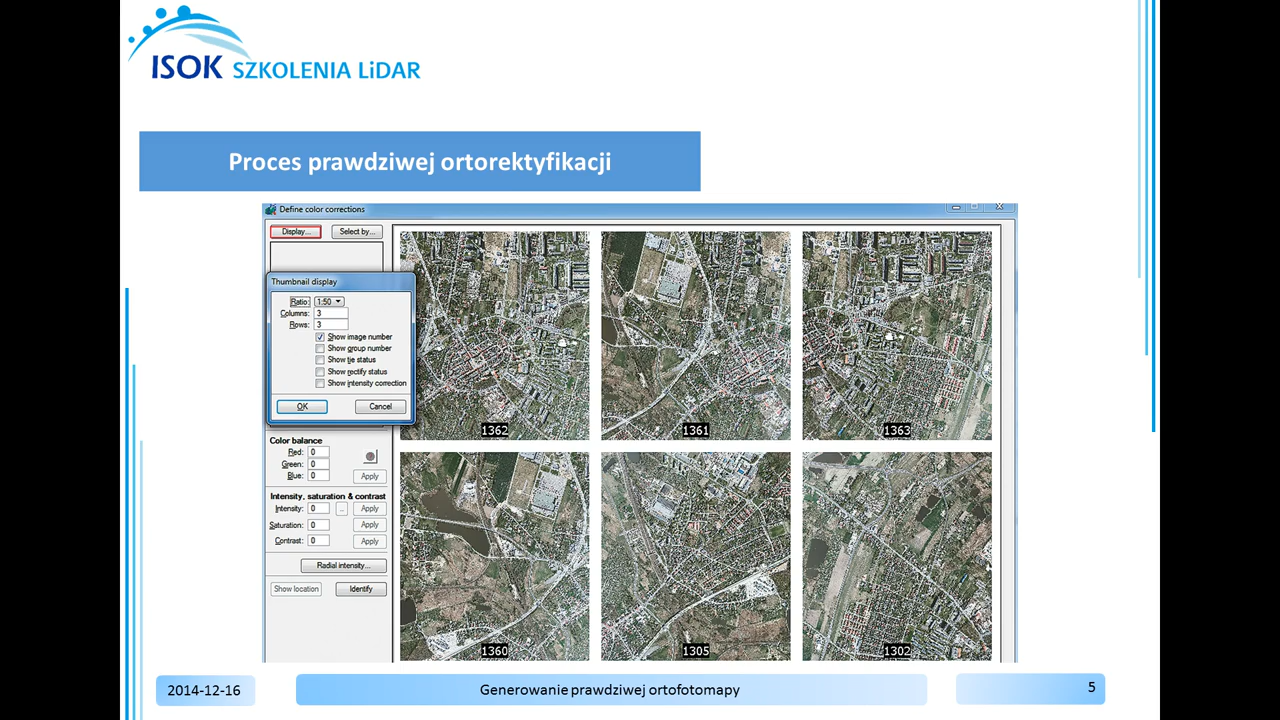 ISOK SZKOLENIA LiDAR
Proces prawdziwej ortorektyfikacji
Define color corrections
Display... Select by...
Thumbnail display
Ratio: 1:50
Columns: 3
Rows: 3
Show image number
Show group number
Show tie status
Show rectify status
Show intensity correction
OK Cancel
Color balance
Red: 0
Green: 0
Blue: 0 Apply
Intensity, saturation & contrast
Intensity: 0 ... Apply
Saturation: 0 Apply
Contrast: 0 Apply
Radial intensity...
Show location Identify
1362 1361 1363
1360 1305 1302
2014-12-16 Generowanie prawdziwej ortofotomapy 5